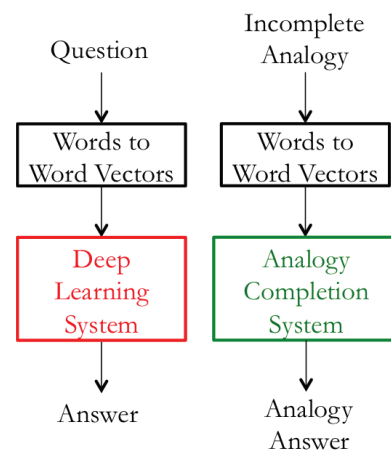 Question
Words to
Word Vectors
Deep
Learning
System
Answer
Incomplete
Analogy
Words to
Word Vectors
Analogy
Completion
System
Analogy
Answer